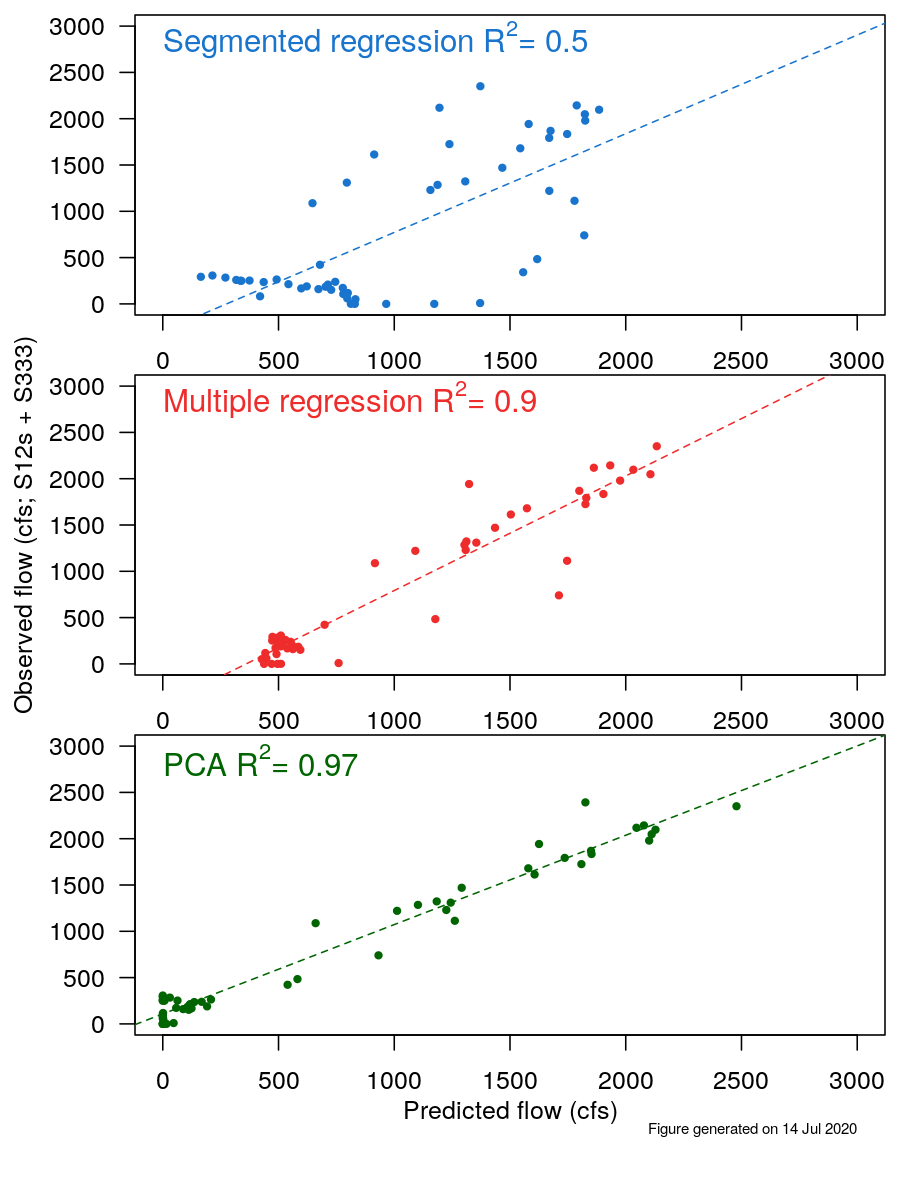 Observed flow (cfs; S12s + S333)
Segmented regression R²= 0.5
3000
2500
2000
1500
1000
500
0
0 500 1000 1500 2000 2500 3000
Multiple regression R²= 0.9
3000
2500
2000
1500
1000
500
0
0 500 1000 1500 2000 2500 3000
PCA R²= 0.97
3000
2500
2000
1500
1000
500
0
0 500 1000 1500 2000 2500 3000
Predicted flow (cfs)
Figure generated on 14 Jul 2020